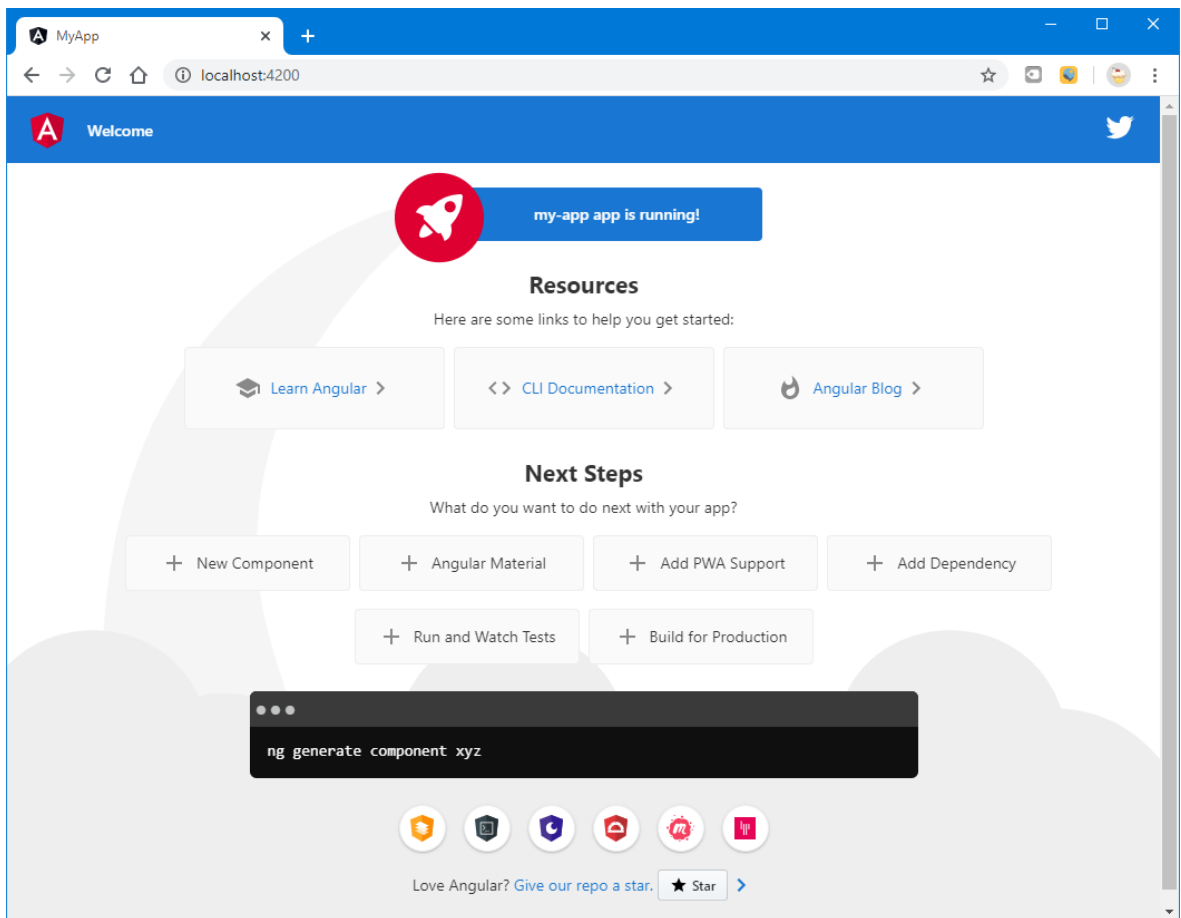 MyApp
localhost:4200
Welcome
my-app app is running!
Resources
Here are some links to help you get started:
Learn Angular
CLI Documentation
Angular Blog
Next Steps
What do you want to do next with your app?
New Component
Angular Material
Add PWA Support
Add Dependency
Run and Watch Tests
Build for Production
ng generate component xyz
Love Angular? Give our repo a star. Star